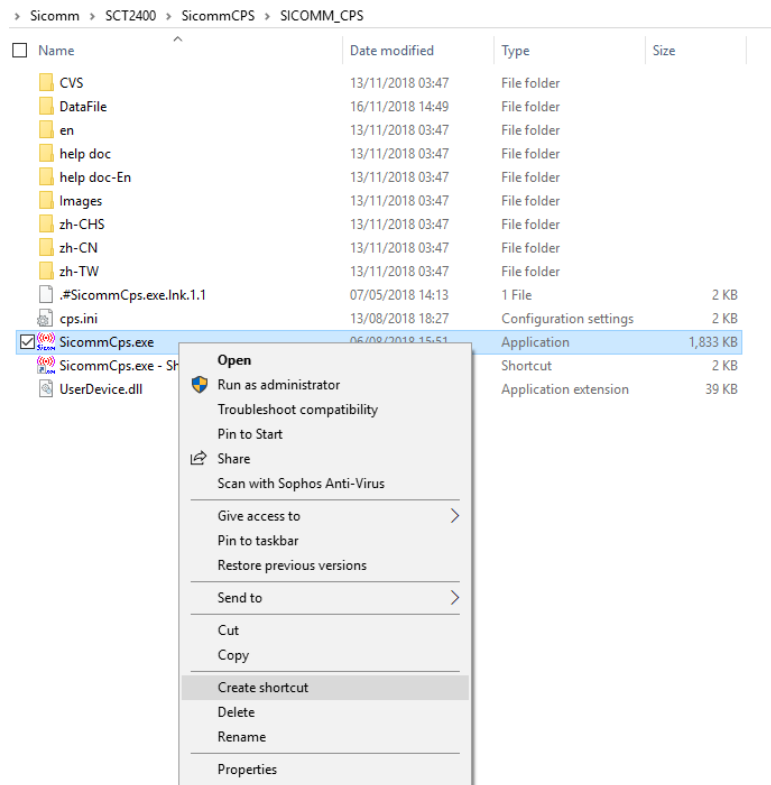 > Sicomm > SCT2400 > SicommCPS > SICOMM_CPS
Name Date modified Type Size
CVS 13/11/2018 03:47 File folder
DataFile 16/11/2018 14:49 File folder
en 13/11/2018 03:47 File folder
help doc 13/11/2018 03:47 File folder
help doc-En 13/11/2018 03:47 File folder
Images 13/11/2018 03:47 File folder
zh-CHS 13/11/2018 03:47 File folder
zh-CN 13/11/2018 03:47 File folder
zh-TW 13/11/2018 03:47 File folder
.#SicommCps.exe.lnk.1.1 07/05/2018 14:13 1 File 2 KB
cps.ini 13/08/2018 18:27 Configuration settings 2 KB
SicommCps.exe 06/08/2018 15:51 Application 1,833 KB
SicommCps.exe - Sh Shortcut 2 KB
UserDevice.dll Application extension 39 KB
Open
Run as administrator
Troubleshoot compatibility
Pin to Start
Share
Scan with Sophos Anti-Virus
Give access to >
Pin to taskbar
Restore previous versions
Send to >
Cut
Copy
Create shortcut
Delete
Rename
Properties